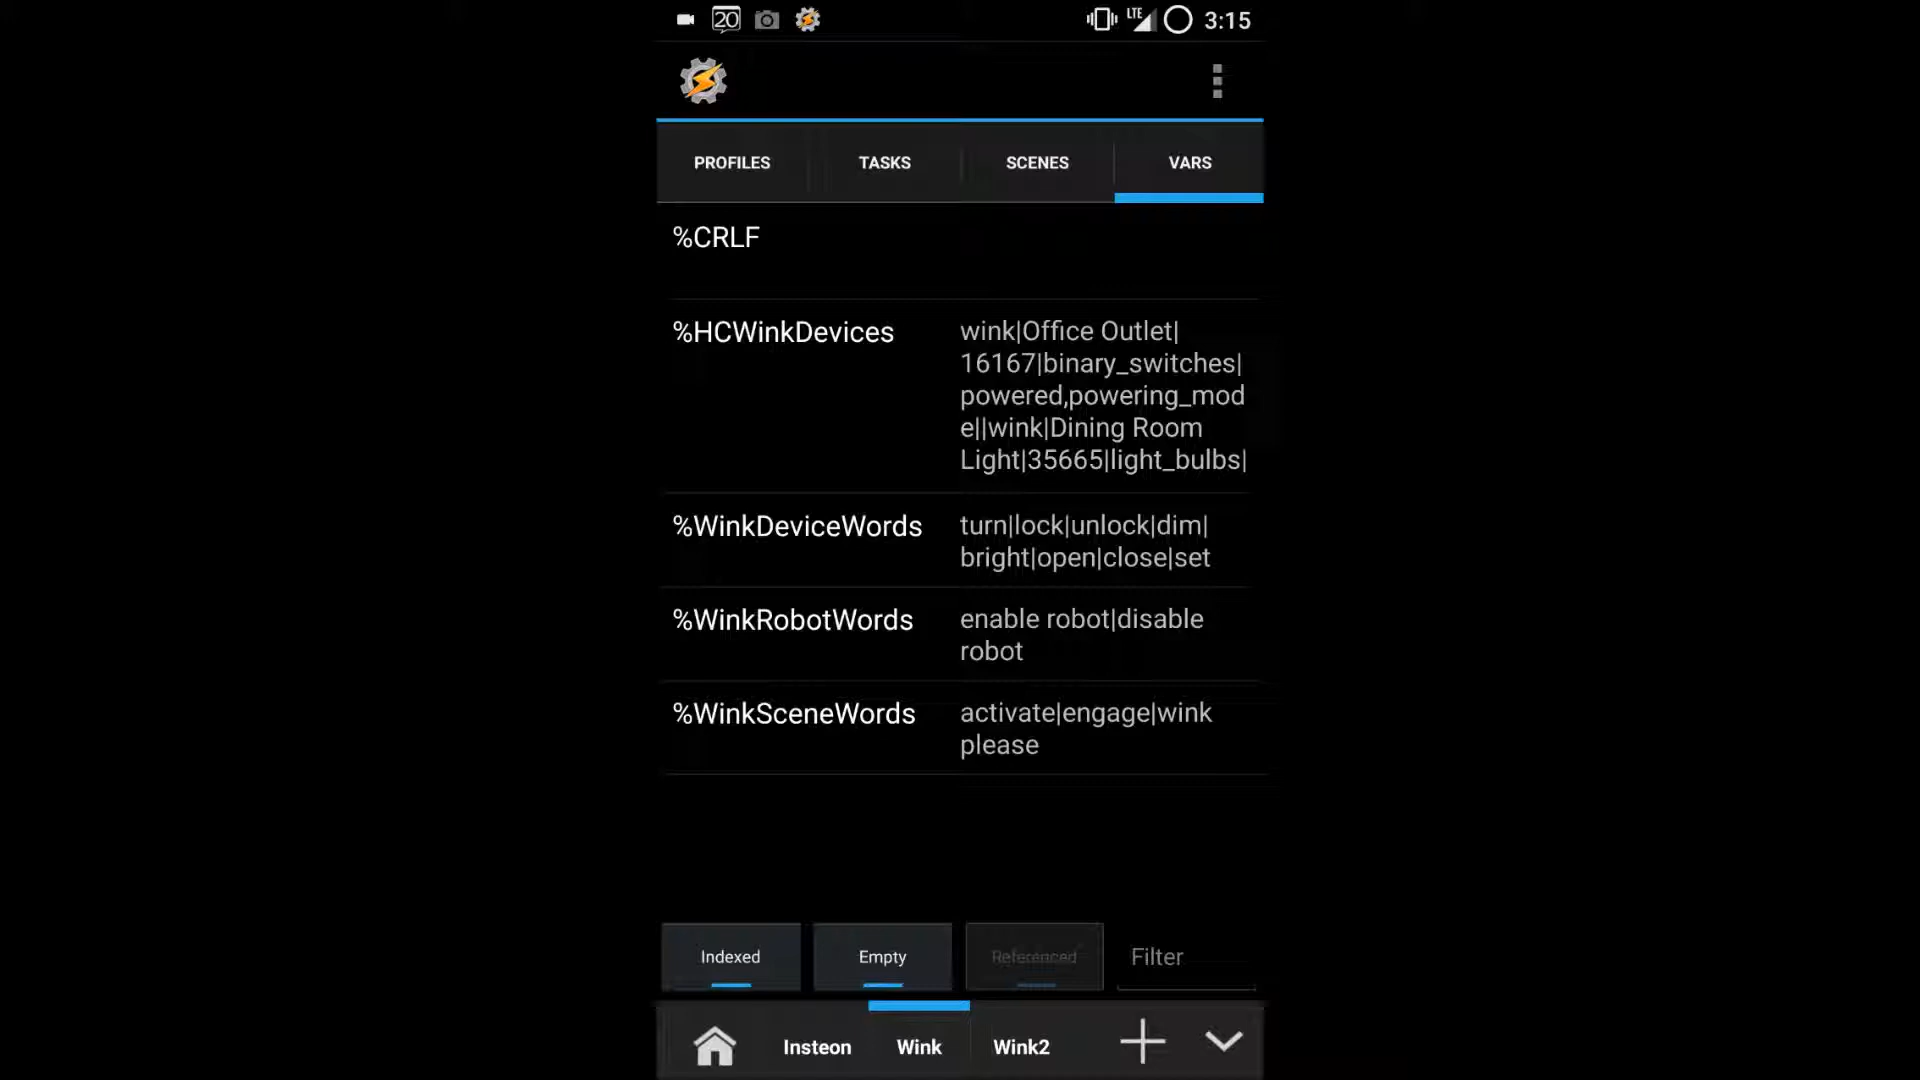 20
LTE
3:15
PROFILES TASKS SCENES VARS
%CRLF
%HCWinkDevices
wink|Office Outlet|
16167|binary_switches|
powered,powering_mod
e||wink|Dining Room
Light|35665|light_bulbs|
%WinkDeviceWords
turn|lock|unlock|dim|
bright|open|close|set
%WinkRobotWords
enable robot|disable
robot
%WinkSceneWords
activate|engage|wink
please
Indexed Empty Referenced Filter
Insteon Wink Wink2